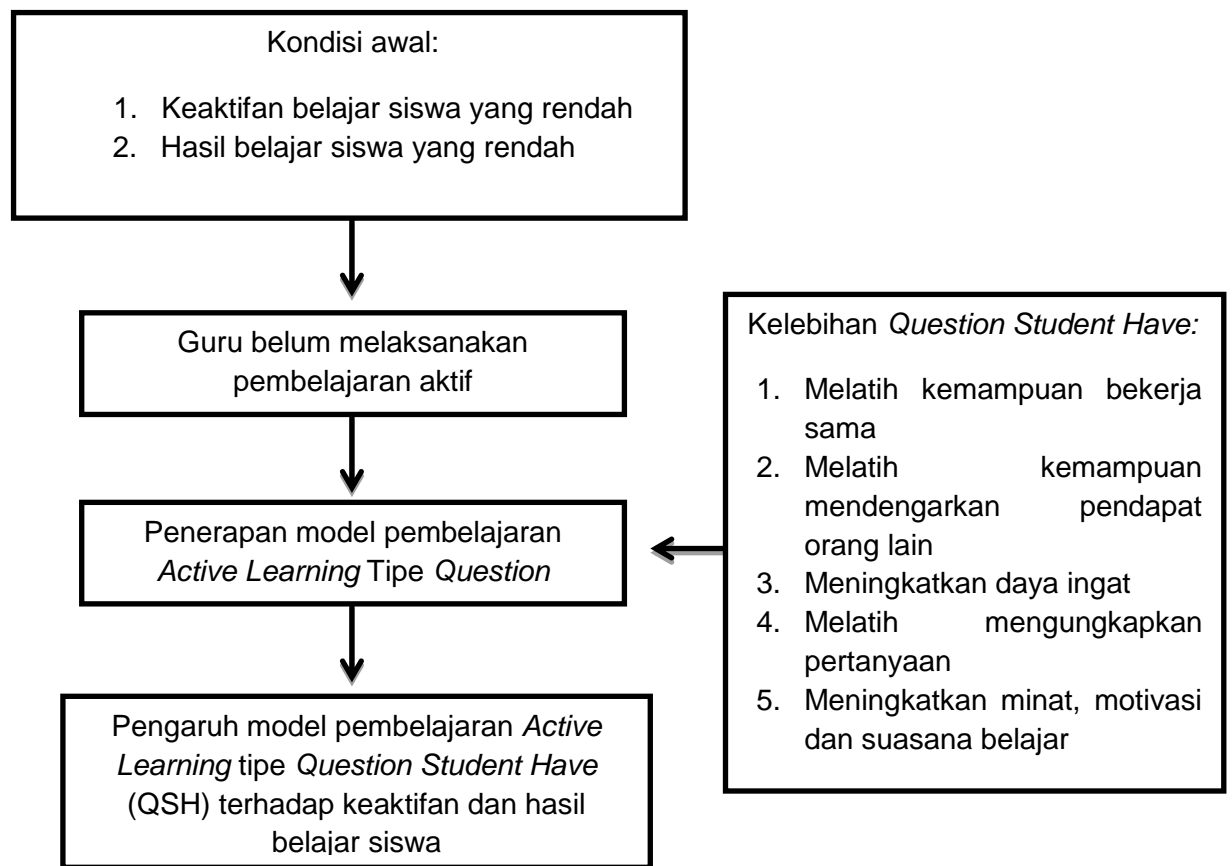 Kondisi awal:
1. Keaktifan belajar siswa yang rendah
2. Hasil belajar siswa yang rendah
Guru belum melaksanakan
pembelajaran aktif
Penerapan model pembelajaran
Active Learning Tipe Question
Pengaruh model pembelajaran Active
Learning tipe Question Student Have
(QSH) terhadap keaktifan dan hasil
belajar siswa
Kelebihan Question Student Have:
1. Melatih kemampuan bekerja
sama
2. Melatih kemampuan
mendengarkan pendapat
orang lain
3. Meningkatkan daya ingat
4. Melatih mengungkapkan
pertanyaan
5. Meningkatkan minat, motivasi
dan suasana belajar